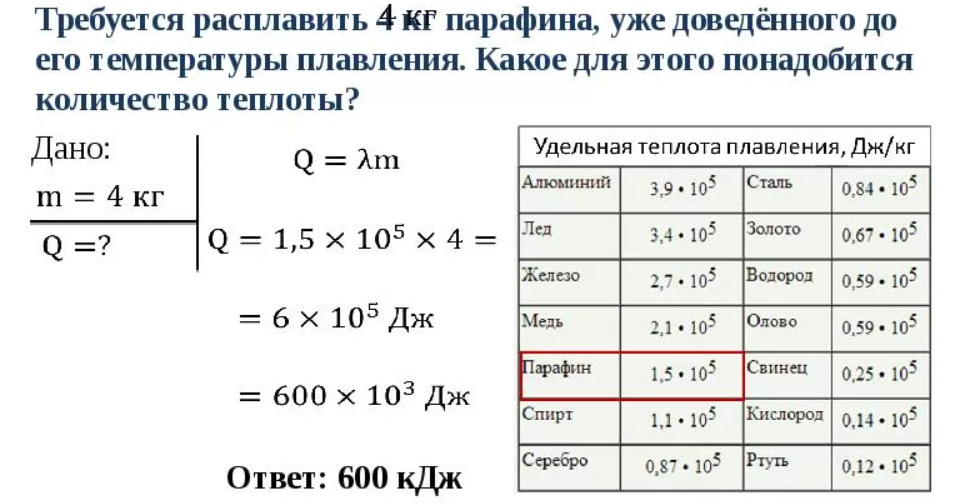 Требуется расплавить 4 кг парафина, уже доведённого до
его температуры плавления. Какое для этого понадобится
количество теплоты?
Дано:
m = 4 кг
Q =?
Q = λm
Q = 1,5 × 10⁵ × 4 =
= 6 × 10⁵ Дж
= 600 × 10³ Дж
Ответ: 600 кДж
Удельная теплота плавления, Дж/кг
Алюминий 3,9 • 10⁵ Сталь 0,84 • 10⁵
Лед 3,4 • 10⁵ Золото 0,67 • 10⁵
Железо 2,7 • 10⁵ Водород 0,59 • 10⁵
Медь 2,1 • 10⁵ Олово 0,59 • 10⁵
Парафин 1,5 • 10⁵ Свинец 0,25 • 10⁵
Спирт 1,1 • 10⁵ Кислород 0,14 • 10⁵
Серебро 0,87 • 10⁵ Ртуть 0,12 • 10⁵